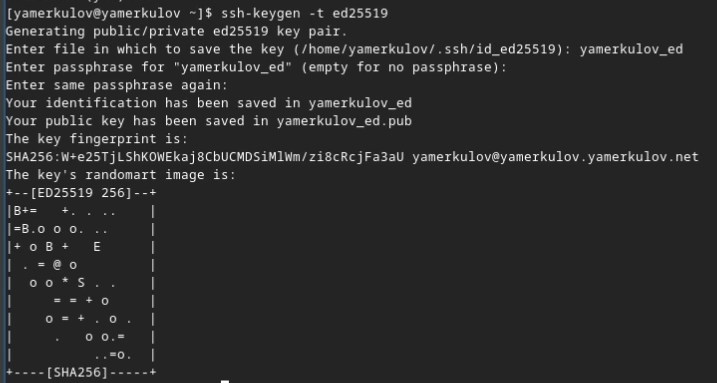 [yamerkulov@yamerkulov ~]$ ssh-keygen -t ed25519
Generating public/private ed25519 key pair.
Enter file in which to save the key (/home/yamerkulov/.ssh/id_ed25519): yamerkulov_ed
Enter passphrase for "yamerkulov_ed" (empty for no passphrase):
Enter same passphrase again:
Your identification has been saved in yamerkulov_ed
Your public key has been saved in yamerkulov_ed.pub
The key fingerprint is:
SHA256:W+e25TjLShKOWEkaj8CbUCMDSiMlWm/zi8cRcjFa3aU yamerkulov@yamerkulov.yamerkulov.net
The key's randomart image is:
+--[ED25519 256]--+
|B+=   +. . ..    |
|=B.o o o. ..     |
|+ o B +   E      |
| . = @ o         |
|  o o * S . .    |
|     = = + o     |
|    o = + . o .  |
|     .   o o.=   |
|          ..=o.  |
+----[SHA256]-----+